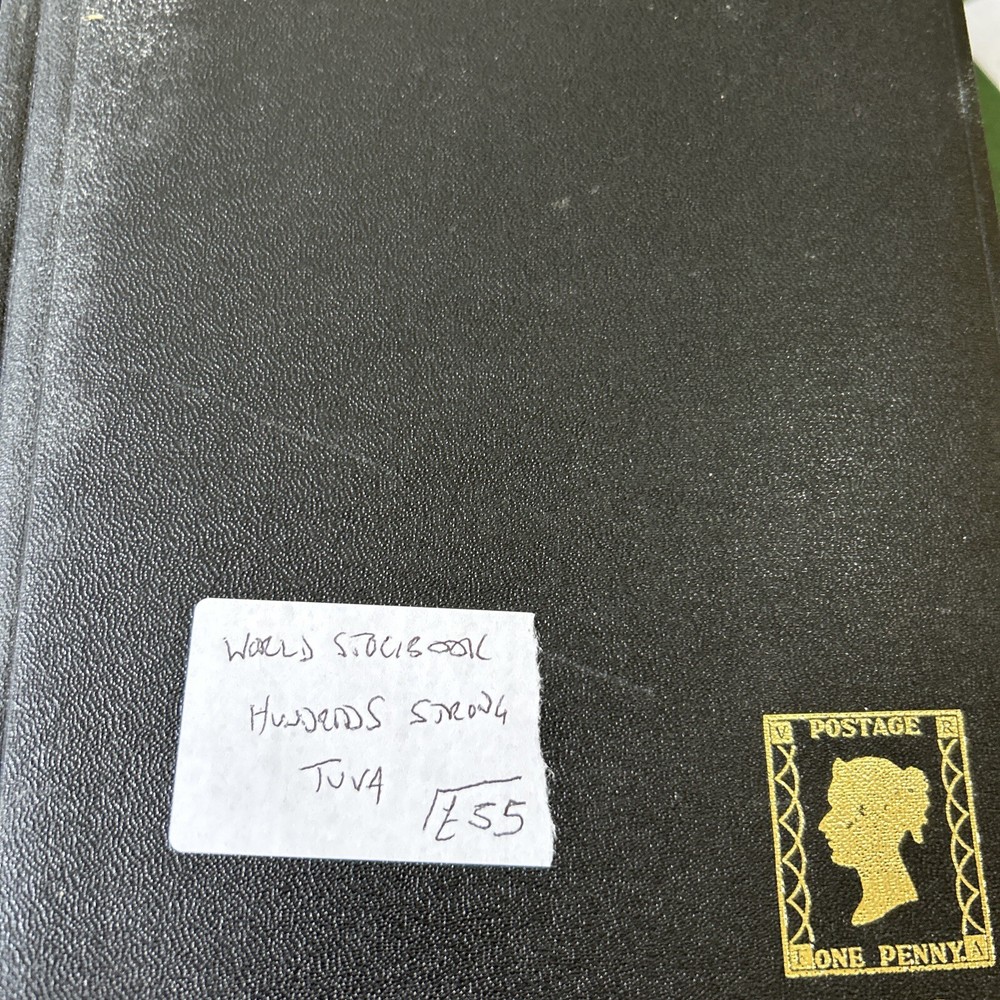 WORLD STOCKBOOK
HUNDREDS STRONG
TUVA
£55
V POSTAGE R
ONE PENNY. A